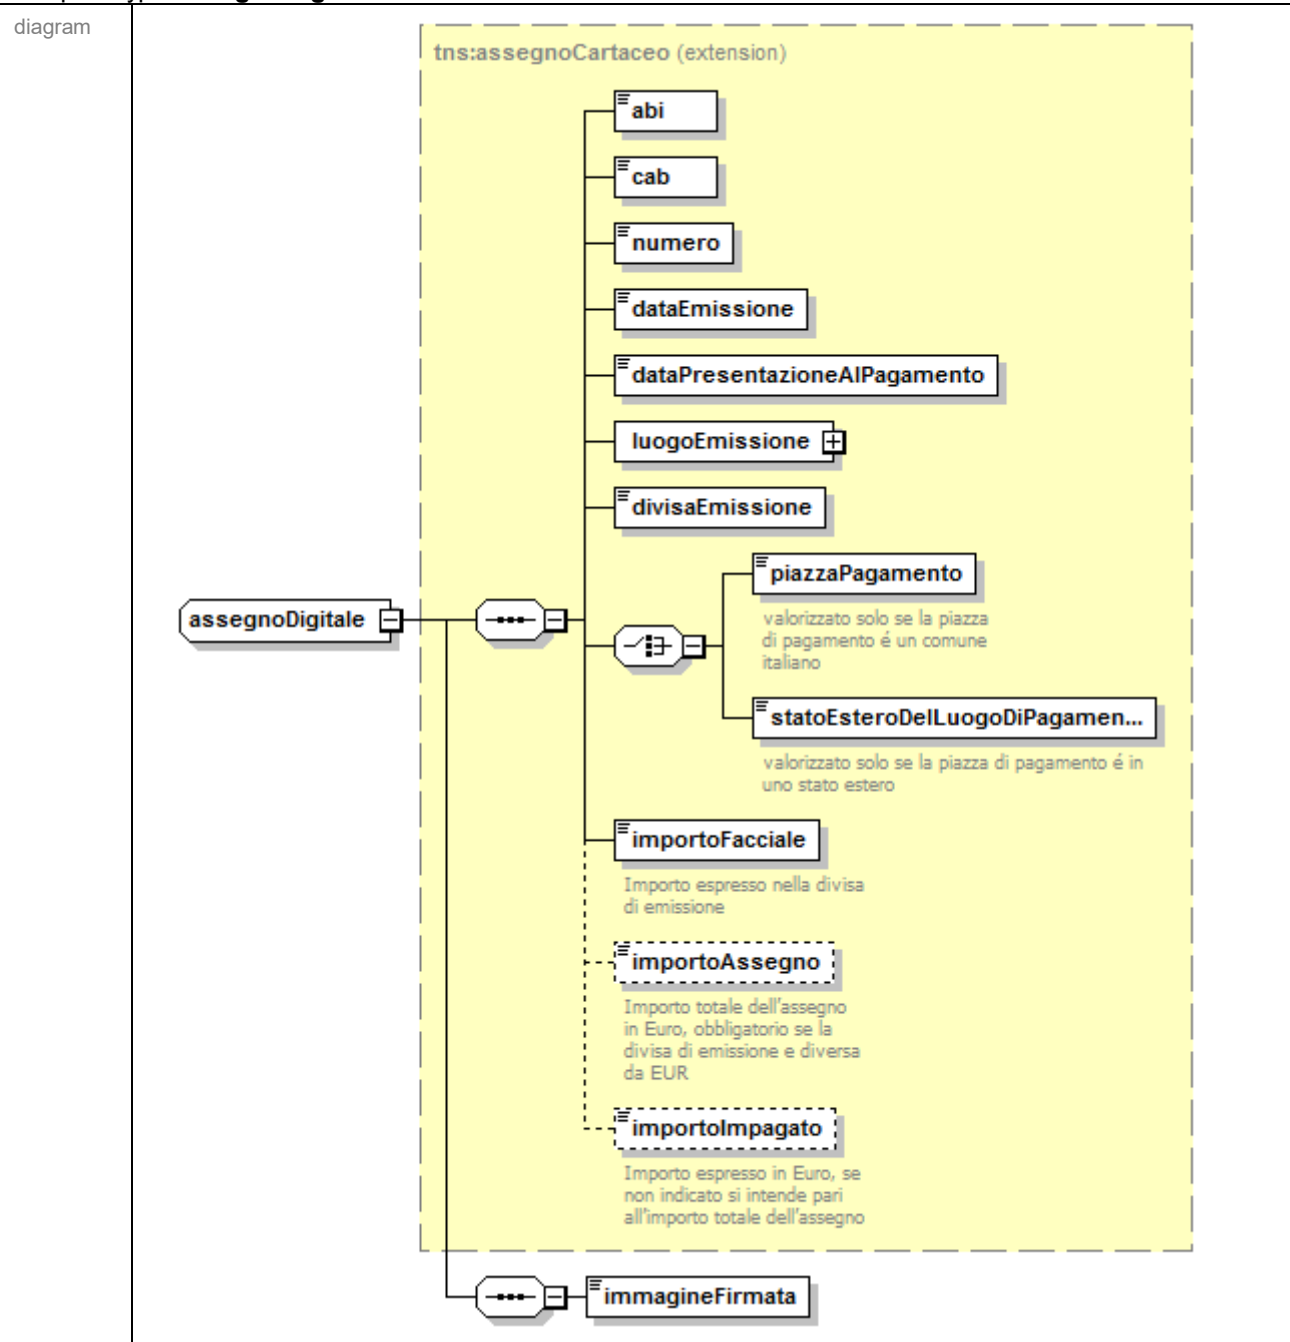 diagram
tns:assegnoCartaceo (extension)
abi
cab
numero
dataEmissione
dataPresentazioneAlPagamento
luogoEmissione
divisaEmissione
piazzaPagamento
valorizzato solo se la piazza
di pagamento é un comune
italiano
assegnoDigitale
statoEsteroDelLuogoDiPagamen...
valorizzato solo se la piazza di pagamento é in
uno stato estero
importoFacciale
Importo espresso nella divisa
di emissione
importoAssegno
Importo totale dell'assegno
in Euro, obbligatorio se la
divisa di emissione e diversa
da EUR
importoImpagato
Importo espresso in Euro, se
non indicato si intende pari
all'importo totale dell'assegno
immagineFirmata